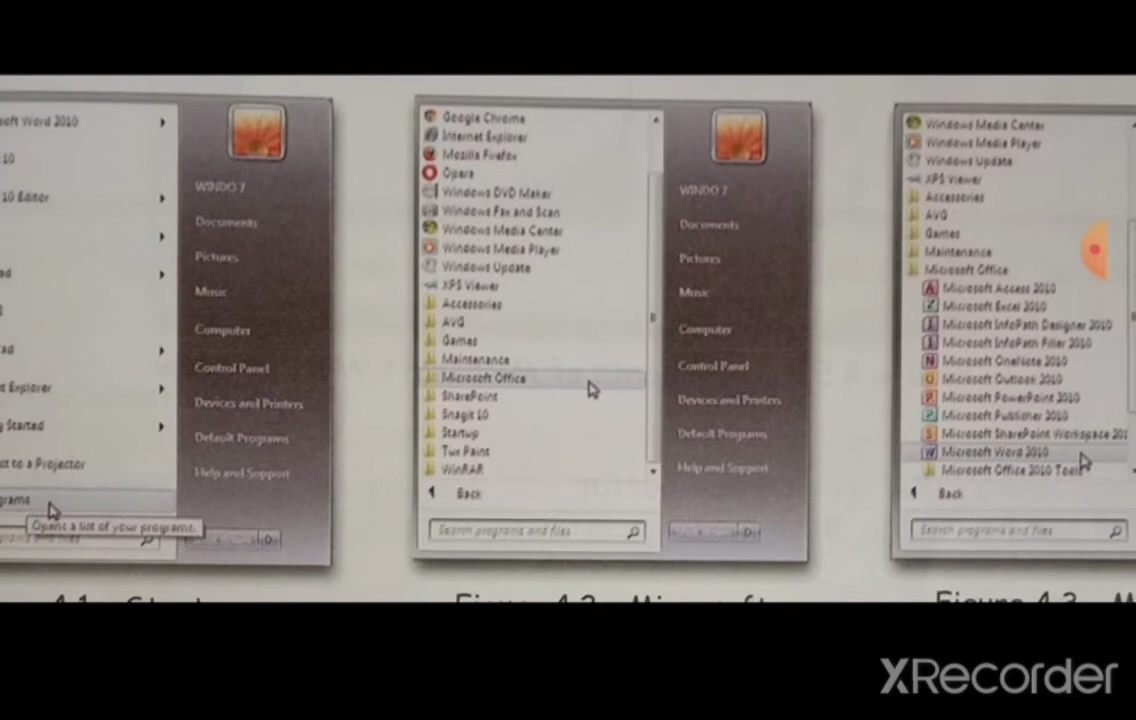 oft Word 2010
10
10 Editor
ad
ad
t Explorer
g Started
ct to a Projector
grams
Opens a list of your programs.
grams and files
WINDO 7
Documents
Pictures
Music
Computer
Control Panel
Devices and Printers
Default Programs
Help and Support
Google Chrome
Internet Explorer
Mozilla Firefox
Opera
Windows DVD Maker
Windows Fax and Scan
Windows Media Center
Windows Media Player
Windows Update
XPS Viewer
Accessories
AVG
Games
Maintenance
Microsoft Office
SharePoint
Snagit 10
Startup
Tux Paint
WinRAR
Back
Search programs and files
WINDO 7
Documents
Pictures
Music
Computer
Control Panel
Devices and Printers
Default Programs
Help and Support
Windows Media Center
Windows Media Player
Windows Update
XPS Viewer
Accessories
AVG
Games
Maintenance
Microsoft Office
Microsoft Access 2010
Microsoft Excel 2010
Microsoft InfoPath Designer 2010
Microsoft InfoPath Filler 2010
Microsoft OneNote 2010
Microsoft Outlook 2010
Microsoft PowerPoint 2010
Microsoft Publisher 2010
Microsoft SharePoint Workspace 201
Microsoft Word 2010
Microsoft Office 2010 Tools
Back
Search programs and files
4.1 Start
Figure 4.2 Microsoft
Figure 4.3 M
XRecorder